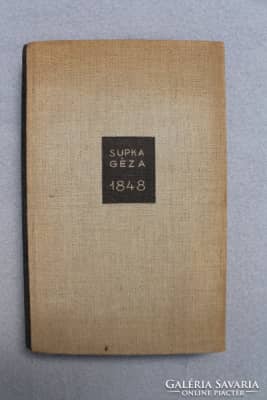 SUPKA
GÉZA
1848
GALÉRIA SAVARIA
ONLINE PIACTÉR